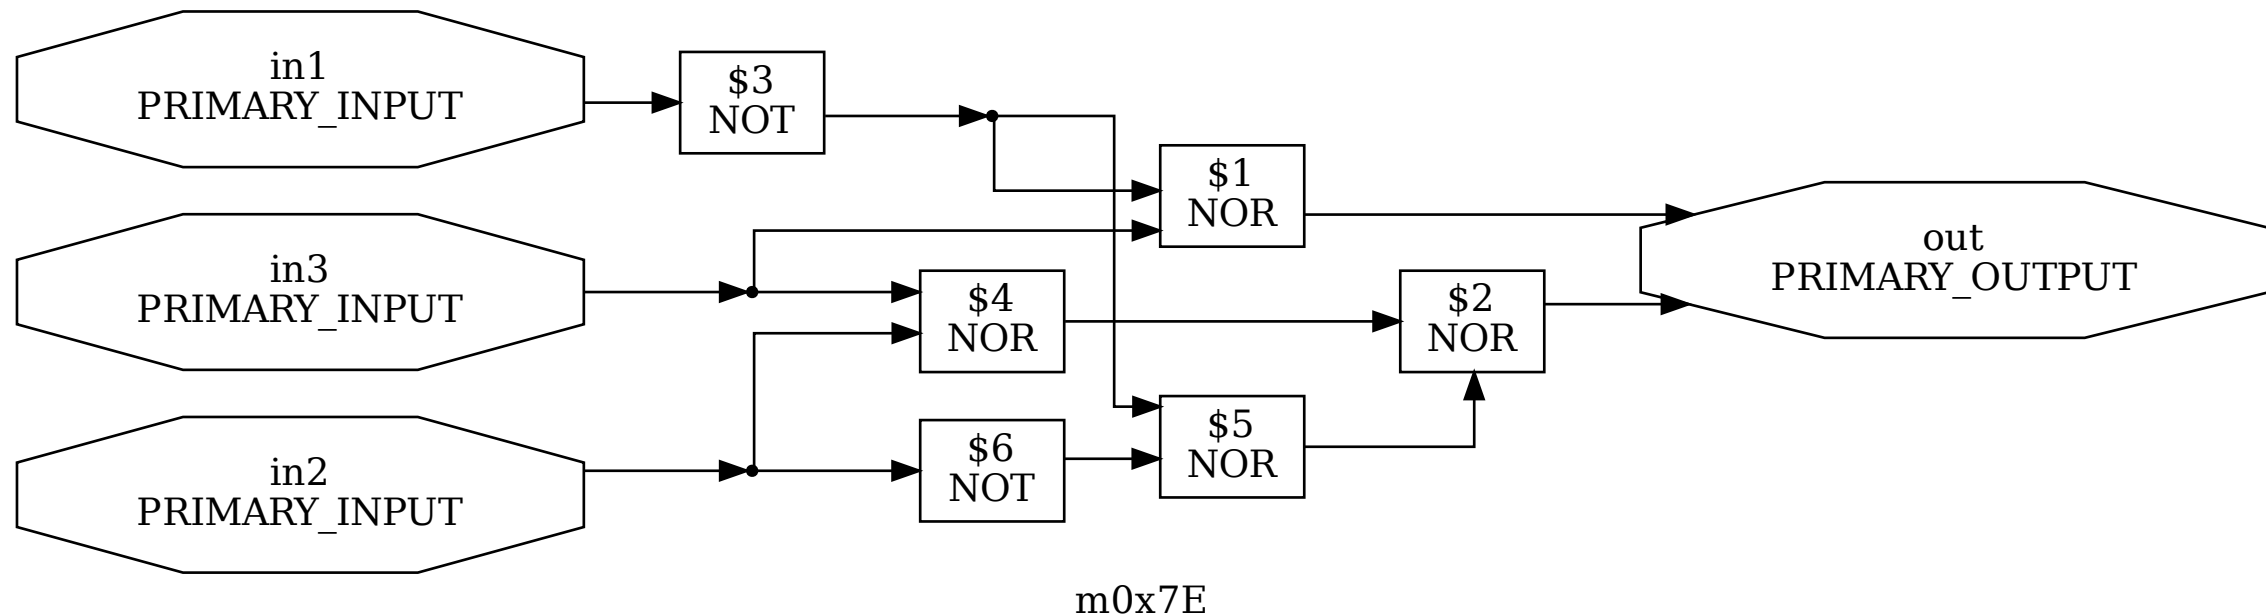 in1
PRIMARY_INPUT
$3
NOT
$1
NOR
in3
PRIMARY_INPUT
$4
NOR
$2
NOR
out
PRIMARY_OUTPUT
in2
PRIMARY_INPUT
$6
NOT
$5
NOR
m0x7E